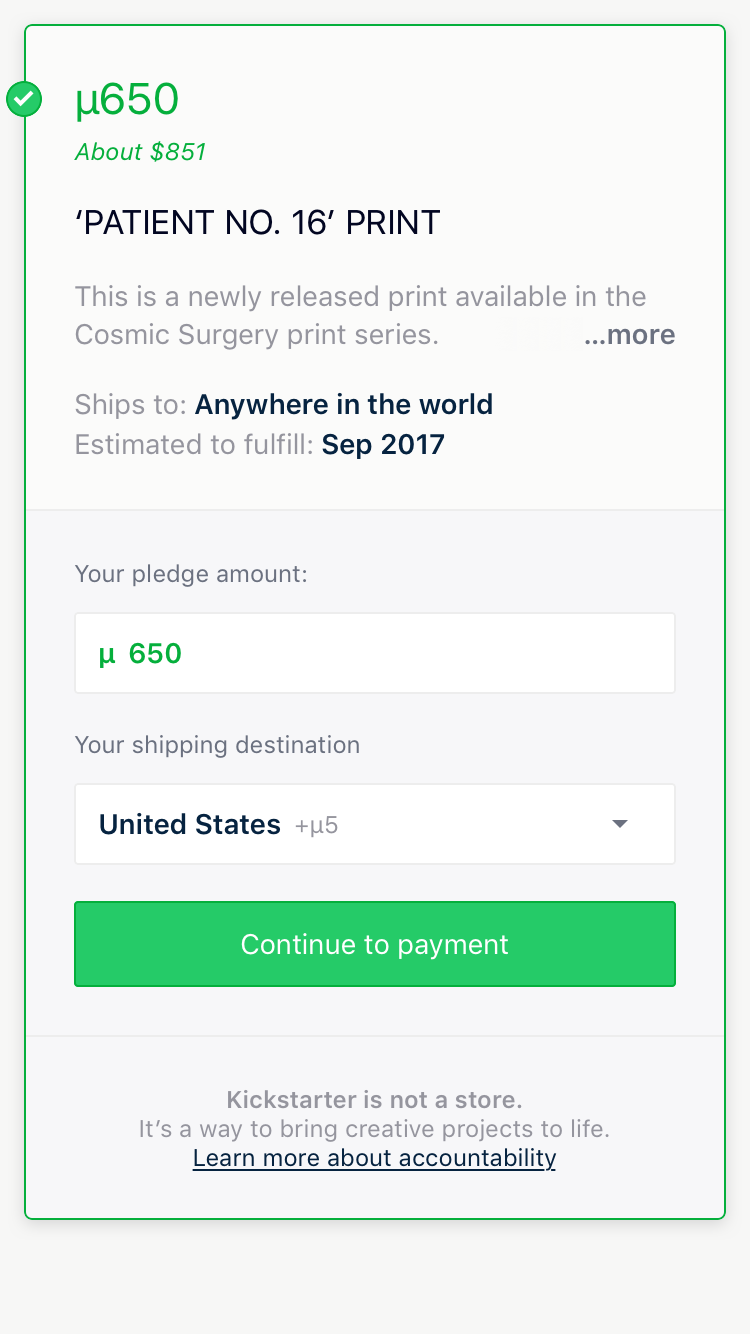 µ650
About $851
‘PATIENT NO. 16’ PRINT
This is a newly released print available in the
Cosmic Surgery print series. ...more
Ships to: Anywhere in the world
Estimated to fulfill: Sep 2017
Your pledge amount:
µ 650
Your shipping destination
United States +µ5
Continue to payment
Kickstarter is not a store.
It’s a way to bring creative projects to life.
Learn more about accountability